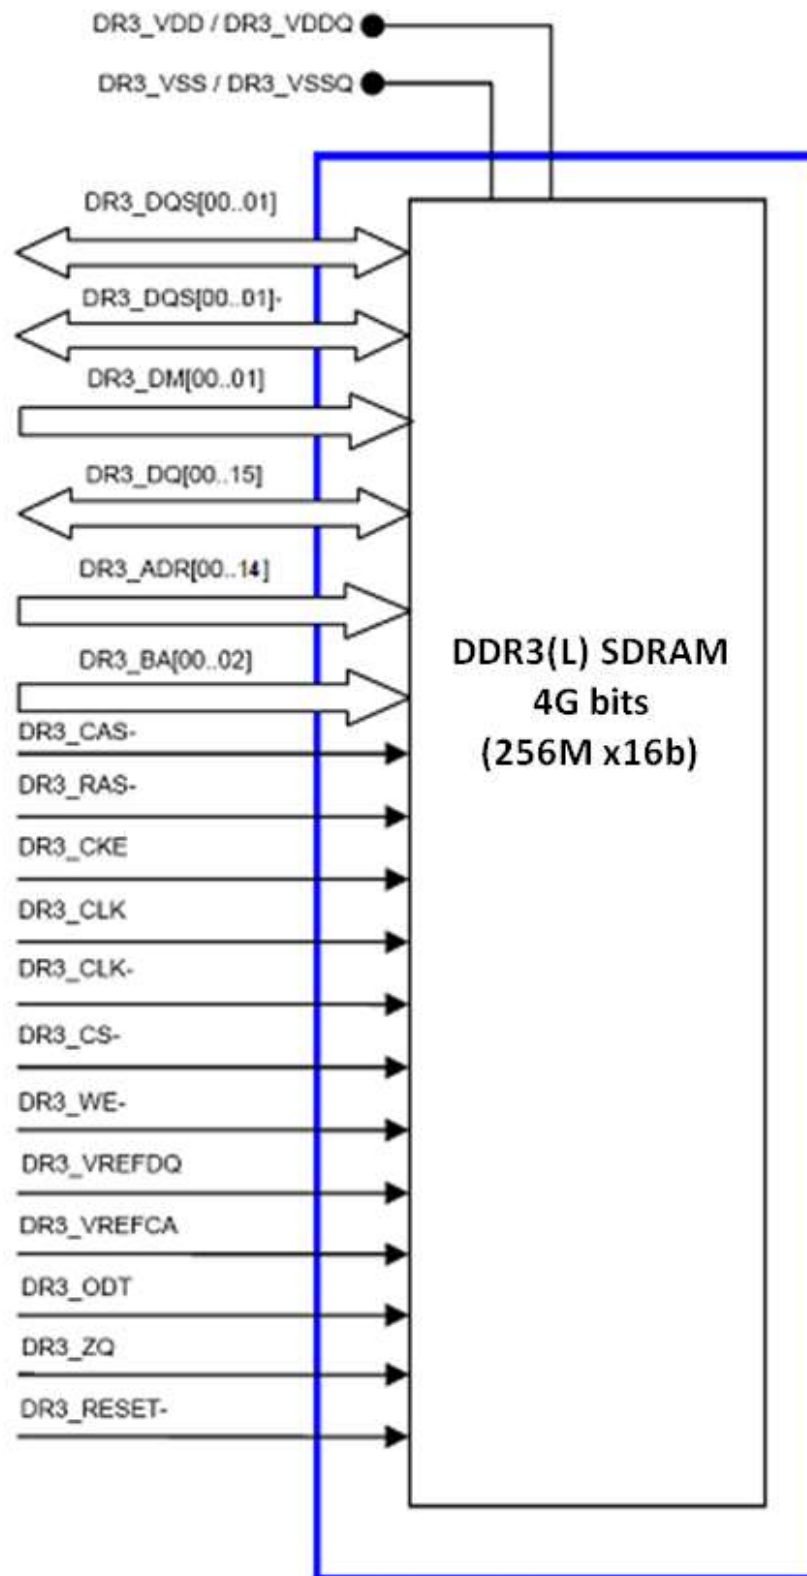 DR3_VDD / DR3_VDDQ
DR3_VSS / DR3_VSSQ
DR3_DQS[00..01]
DR3_DQS[00..01]-
DR3_DM[00..01]
DR3_DQ[00..15]
DR3_ADR[00..14]
DR3_BA[00..02]
DR3_CAS-
DR3_RAS-
DR3_CKE
DR3_CLK
DR3_CLK-
DR3_CS-
DR3_WE-
DR3_VREFDQ
DR3_VREFCA
DR3_ODT
DR3_ZQ
DR3_RESET-
DDR3(L) SDRAM
4G bits
(256M x16b)